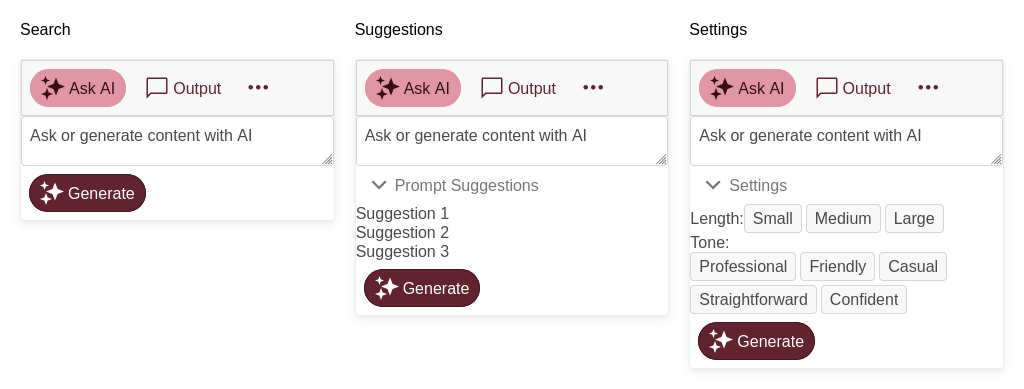 Search
Ask AI Output •••
Ask or generate content with AI
Generate
Suggestions
Ask AI Output •••
Ask or generate content with AI
Prompt Suggestions
Suggestion 1
Suggestion 2
Suggestion 3
Generate
Settings
Ask AI Output •••
Ask or generate content with AI
Settings
Length: Small Medium Large
Tone:
Professional Friendly Casual
Straightforward Confident
Generate